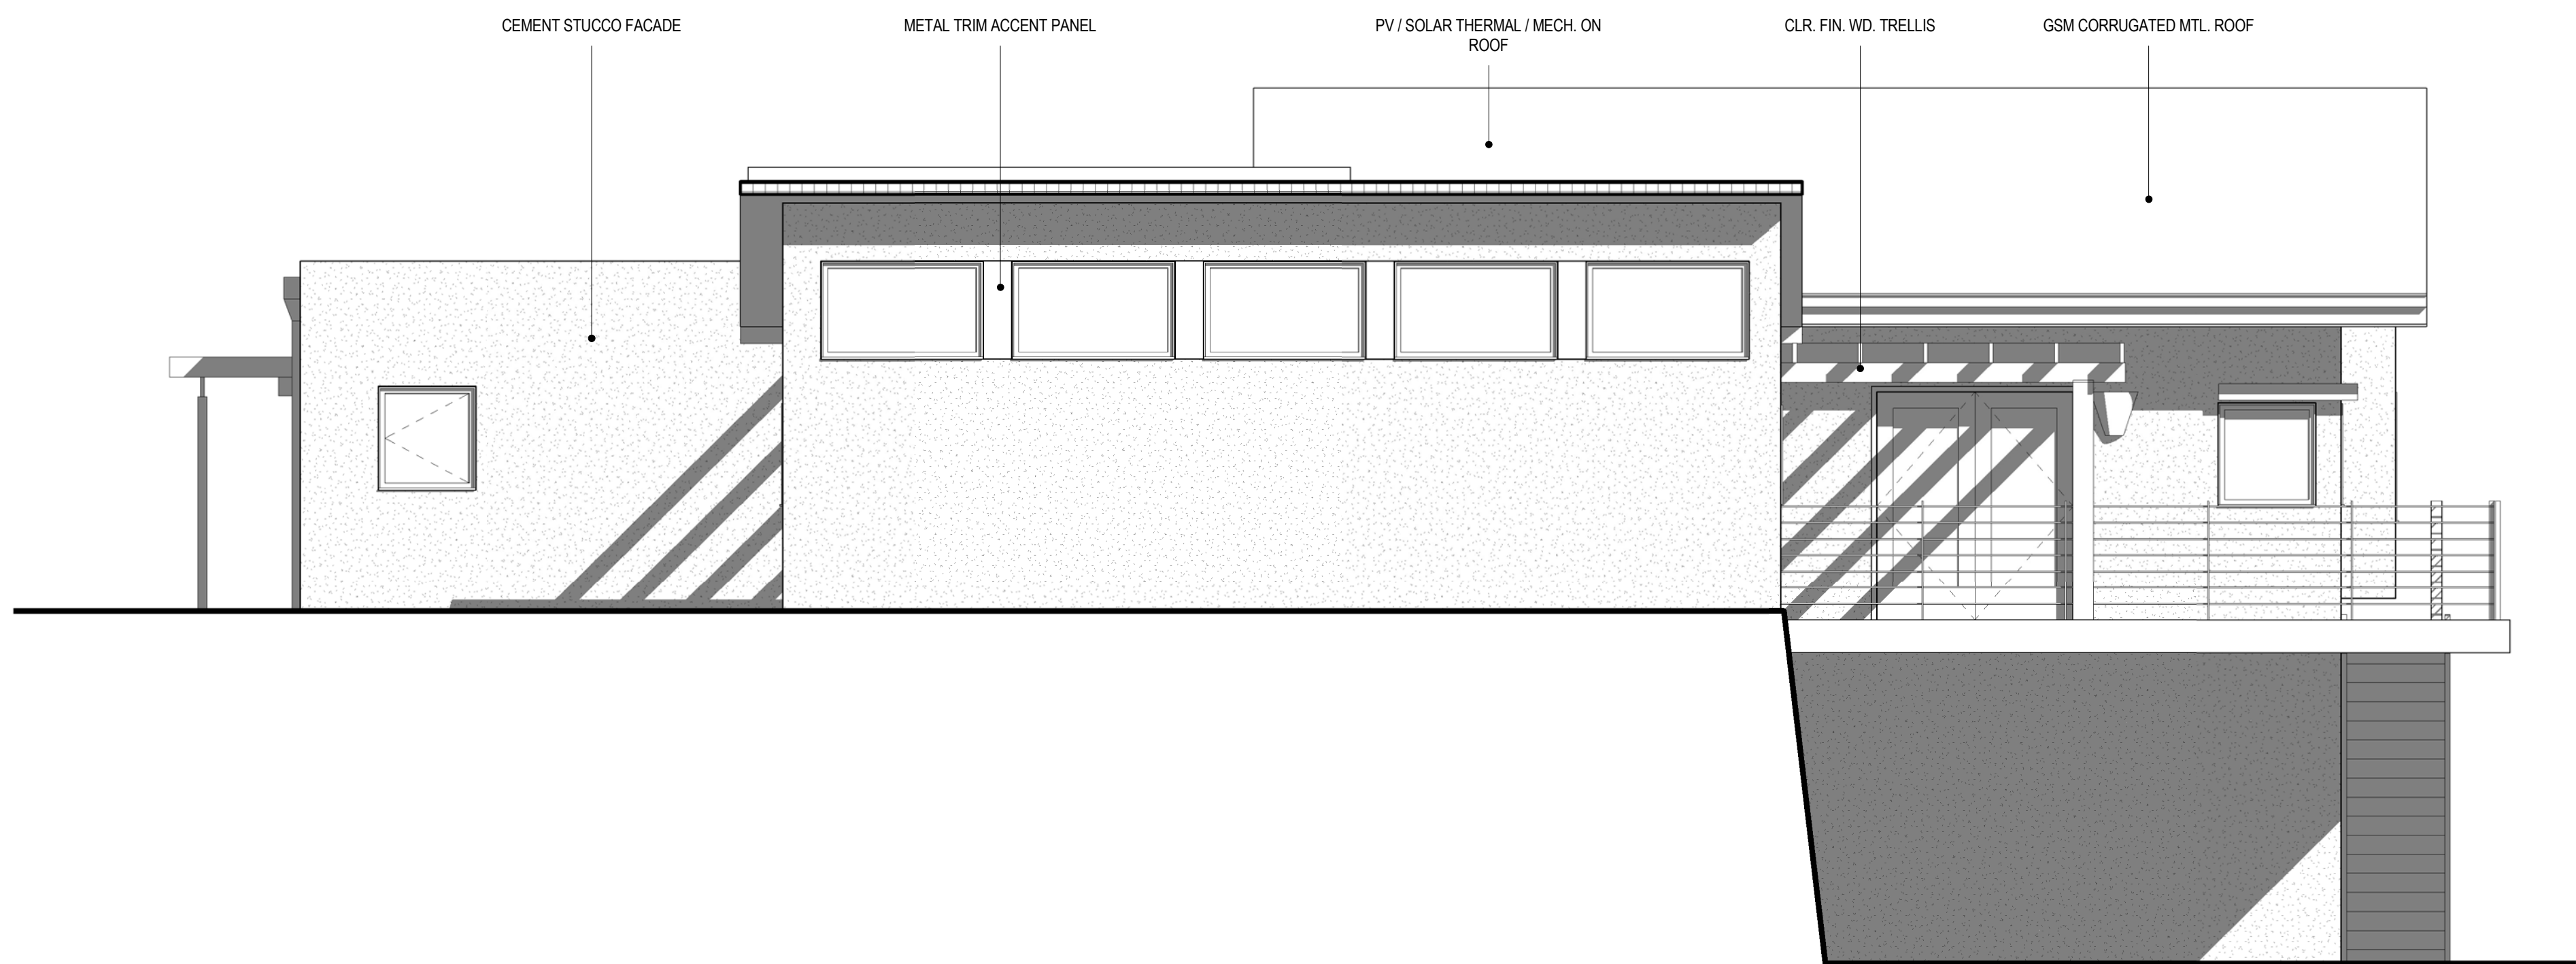 CEMENT STUCCO FACADE
METAL TRIM ACCENT PANEL
PV / SOLAR THERMAL / MECH. ON
ROOF
CLR. FIN. WD. TRELLIS
GSM CORRUGATED MTL. ROOF